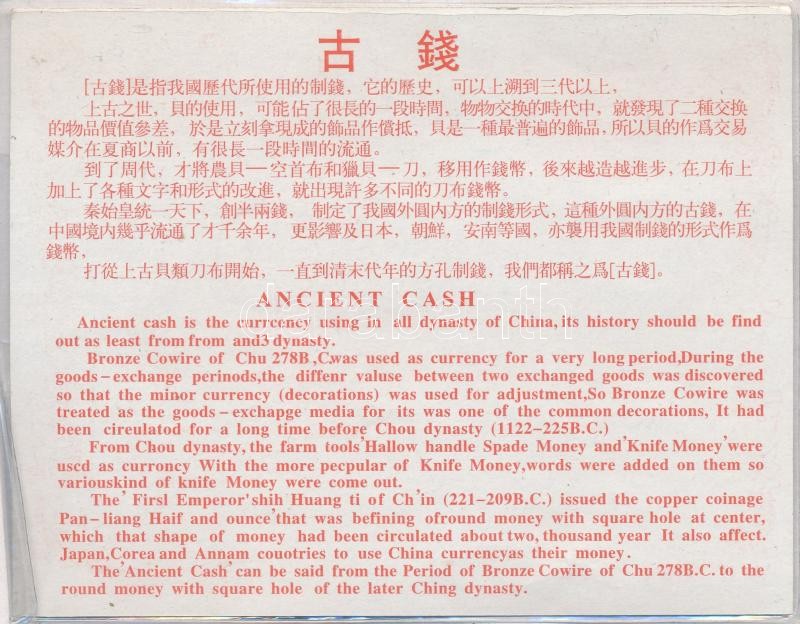 古 錢
[古錢]是指我國歷代所使用的制錢，它的歷史，可以上溯到三代以上，
上古之世，貝的使用，可能佔了很長的一段時間，物物交換的時代中，就發現了二種交換
的物品價值參差，於是立刻拿現成的飾品作償抵，貝是一種最普遍的飾品，所以貝的作爲交易
媒介在夏商以前，有很長一段時間的流通。
到了周代，才將農貝一空首布和獵貝一刀，移用作錢幣，後來越造越進步，在刀布上
加上了各種文字和形式的改進，就出現許多不同的刀布錢幣。
秦始皇統一天下，創半兩錢， 制定了我國外圓内方的制錢形式，這種外圓内方的古錢，在
中國境内幾乎流通了才千余年， 更影響及日本，朝鮮，安南等國，亦襲用我國制錢的形式作爲
錢幣，
打從上古貝類刀布開始，一直到清末代年的方孔制錢，我們都稱之爲[古錢]。
ANCIENT CASH
Ancient cash is the currcency using in all dynasty of China,its history should be find
out as least from from and3 dynasty.
Bronze Cowire of Chu 278B,C,was used as currency for a very long period,During the
goods-exchange perinods,the diffenr valuse between two exchanged goods was discovered
so that the minor currency (decorations) was used for adjustment,So Bronze Cowire was
treated as the goods-exchapge media for its was one of the common decorations, It had
been cireulatod for a long time before Chou dynasty (1122-225B.C.)
From Chou dynasty,the farm tools'Hallow handle Spade Money and'Knife Money'were
uscd as curroncy With the more pecpular of Knife Money,words were added on them so
variouskind of knife Money were come out.
The'Firsl Emperor'shih Huang ti of Ch'in (221-209B.C.) issued the copper coinage
Pan-liang Haif and ounce'that was befining ofround money with square hole at center,
which that shape of money had been circulated about two, thousand year It also affect.
Japan,Corea and Annam couotries to use China currencyas their money.
The'Ancient Cash'can be said from the Period of Bronze Cowire of Chu 278B.C. to the
round money with square hole of the later Ching dynasty.
darabanth